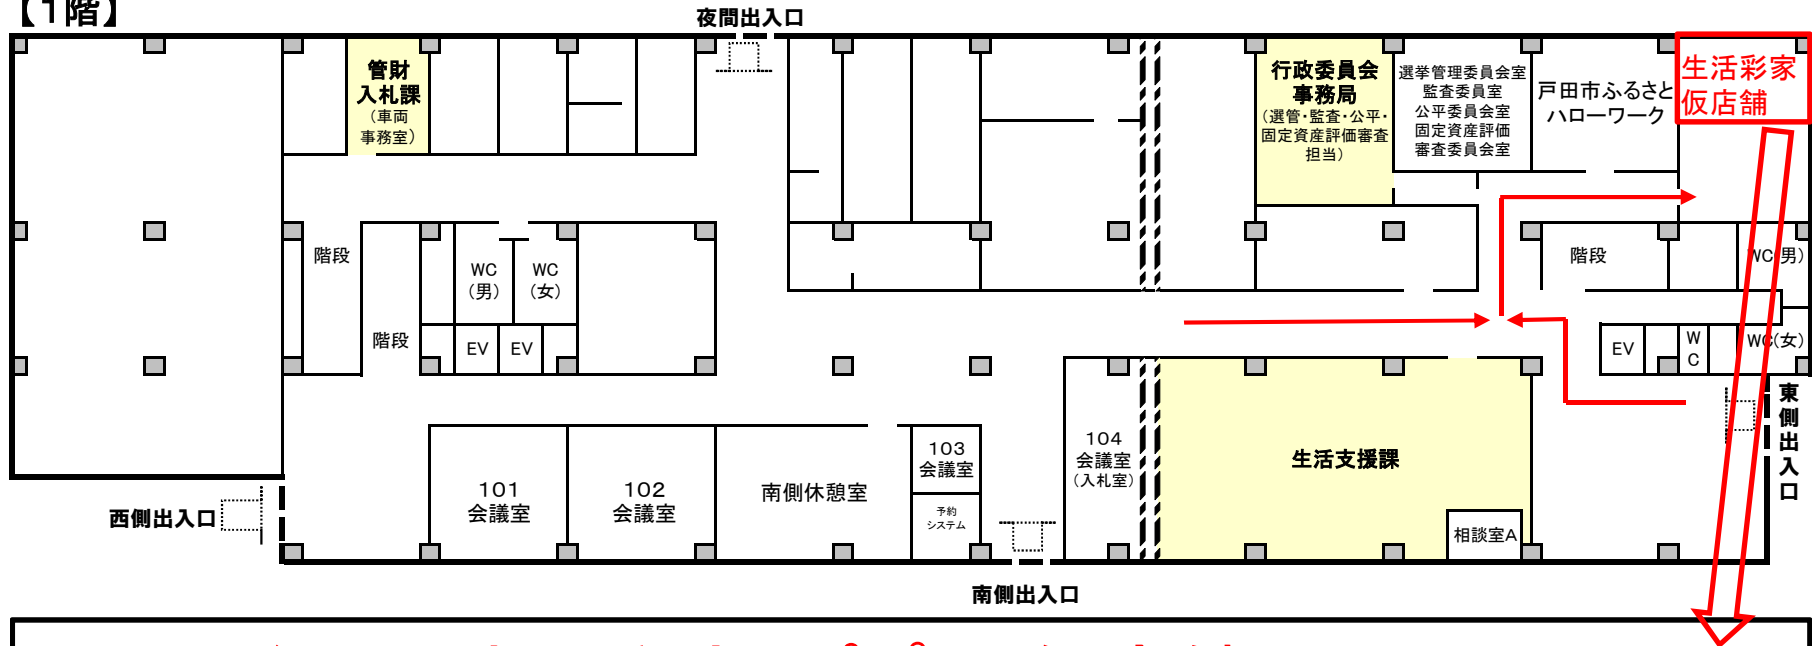 【1階】
夜間出入口
管財
入札課
（車両
事務室）
行政委員会
事務局
（選管・監査・公平・
固定資産評価審査
担当）
選挙管理委員会室
監査委員室
公平委員会室
固定資産評価
審査委員会室
戸田市ふるさと
ハローワーク
生活彩家
仮店舗
階段
階段
WC
（男）
WC
（女）
EV
EV
階段
WC（男）
EV
W
C
WC（女）
東側出入口
101
会議室
102
会議室
南側休憩室
103
会議室
予約
システム
104
会議室
（入札室）
生活支援課
相談室A
西側出入口
南側出入口